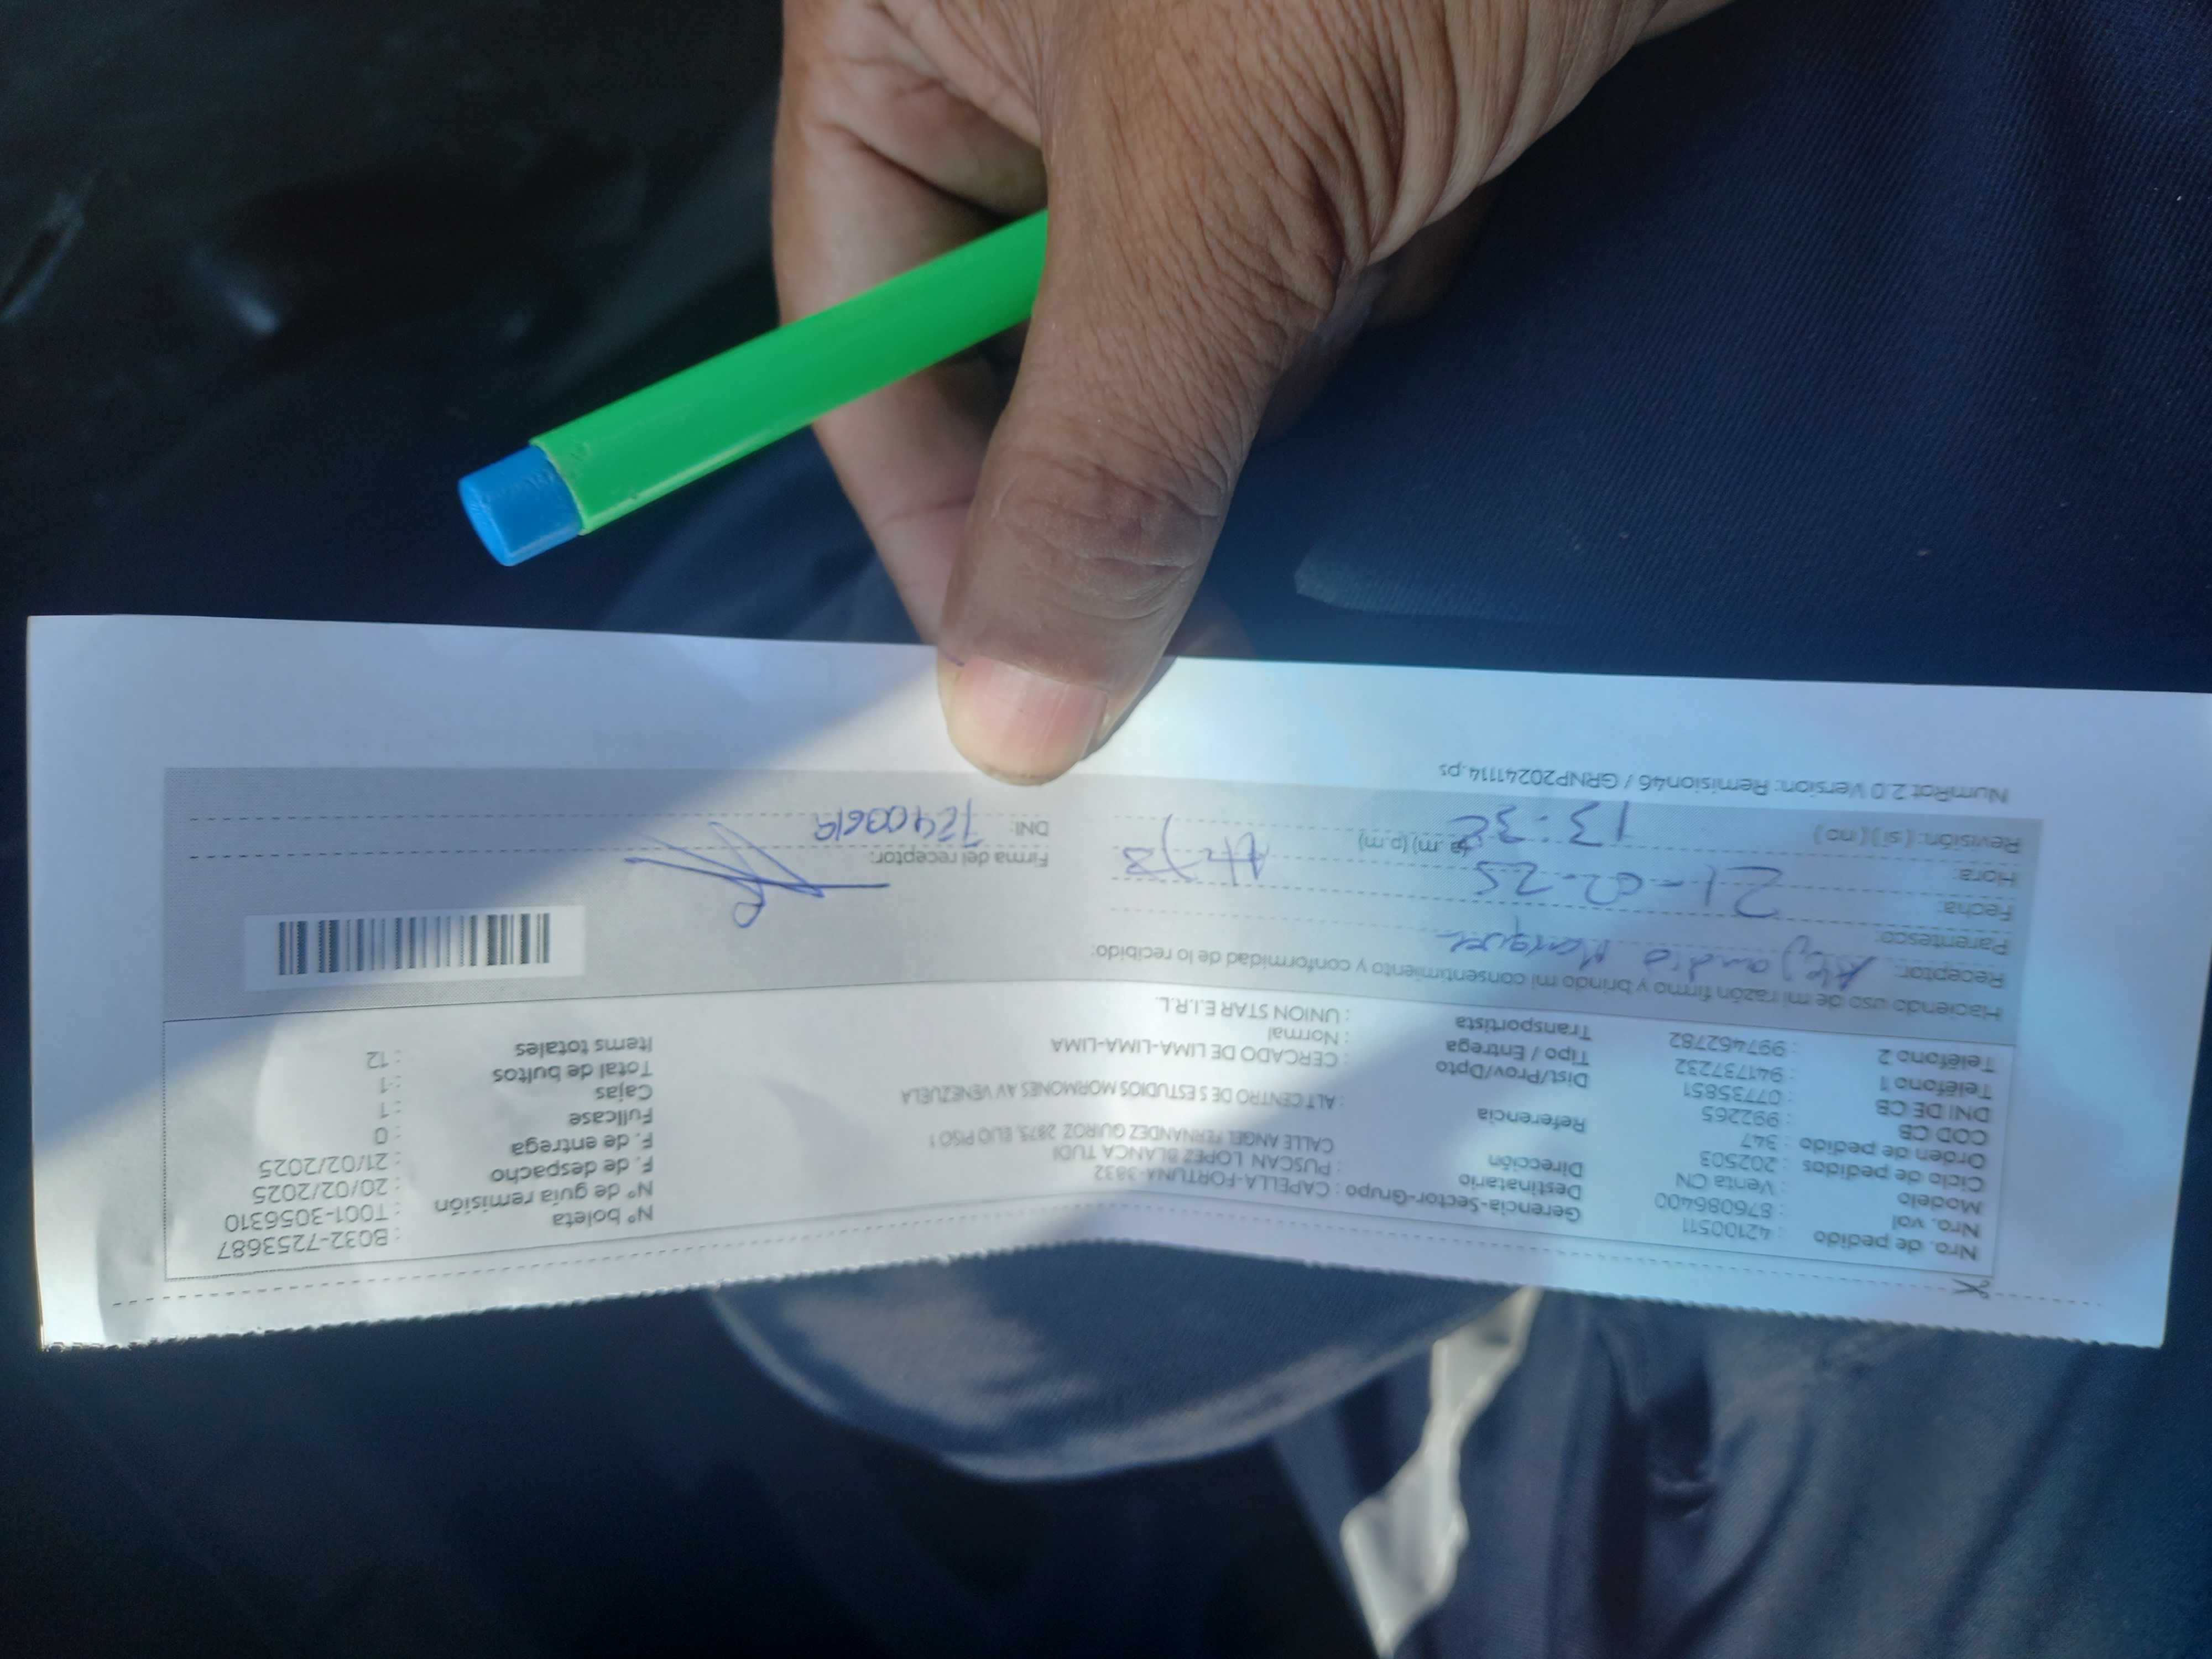 Nro. de pedido : 42100511
Nro. vol : 876086400
Modelo : Venta CN
Ciclo de pedidos : 202503
Orden de pedido : 347
COD CB : 992265
DNI DE CB : 07735851
Teléfono 1 : 941737232
Teléfono 2 : 997462782
Gerencia-Sector-Grupo : CAPELLA-FORTUNA-3832
Destinatario : PUSCAN LOPEZ BLANCA TUDI
Dirección CALLE ANGEL FERNANDEZ QUIROZ 2875, ELIO PISO 1
Referencia : ALT CENTRO DE S ESTUDIOS MORMONES AV VENEZUELA
Dist/Prov/Dpto : CERCADO DE LIMA-LIMA-LIMA
Tipo / Entrega : Normal
Transportista : UNION STAR E.I.R.L.
N° boleta : B032-7253687
N° de guía remisión : T001-3056310
F. de despacho : 20/02/2025
F. de entrega : 21/02/2025
Fullcase : 0
Cajas : 1
Total de bultos : 1
Items totales : 12
Haciendo uso de mi razón firmo y brindo mi consentimiento y conformidad de lo recibido:
Receptor: Alejandro Marquez
Parentesco:
Fecha: 21-02-25
Hora: 13:3 (a.m) (p.m)
Revisión: ( si ) ( no )
Firma del receptor:
DNI:
NumRot 2.0 Version: Remision46 / GRNP20241114.ps